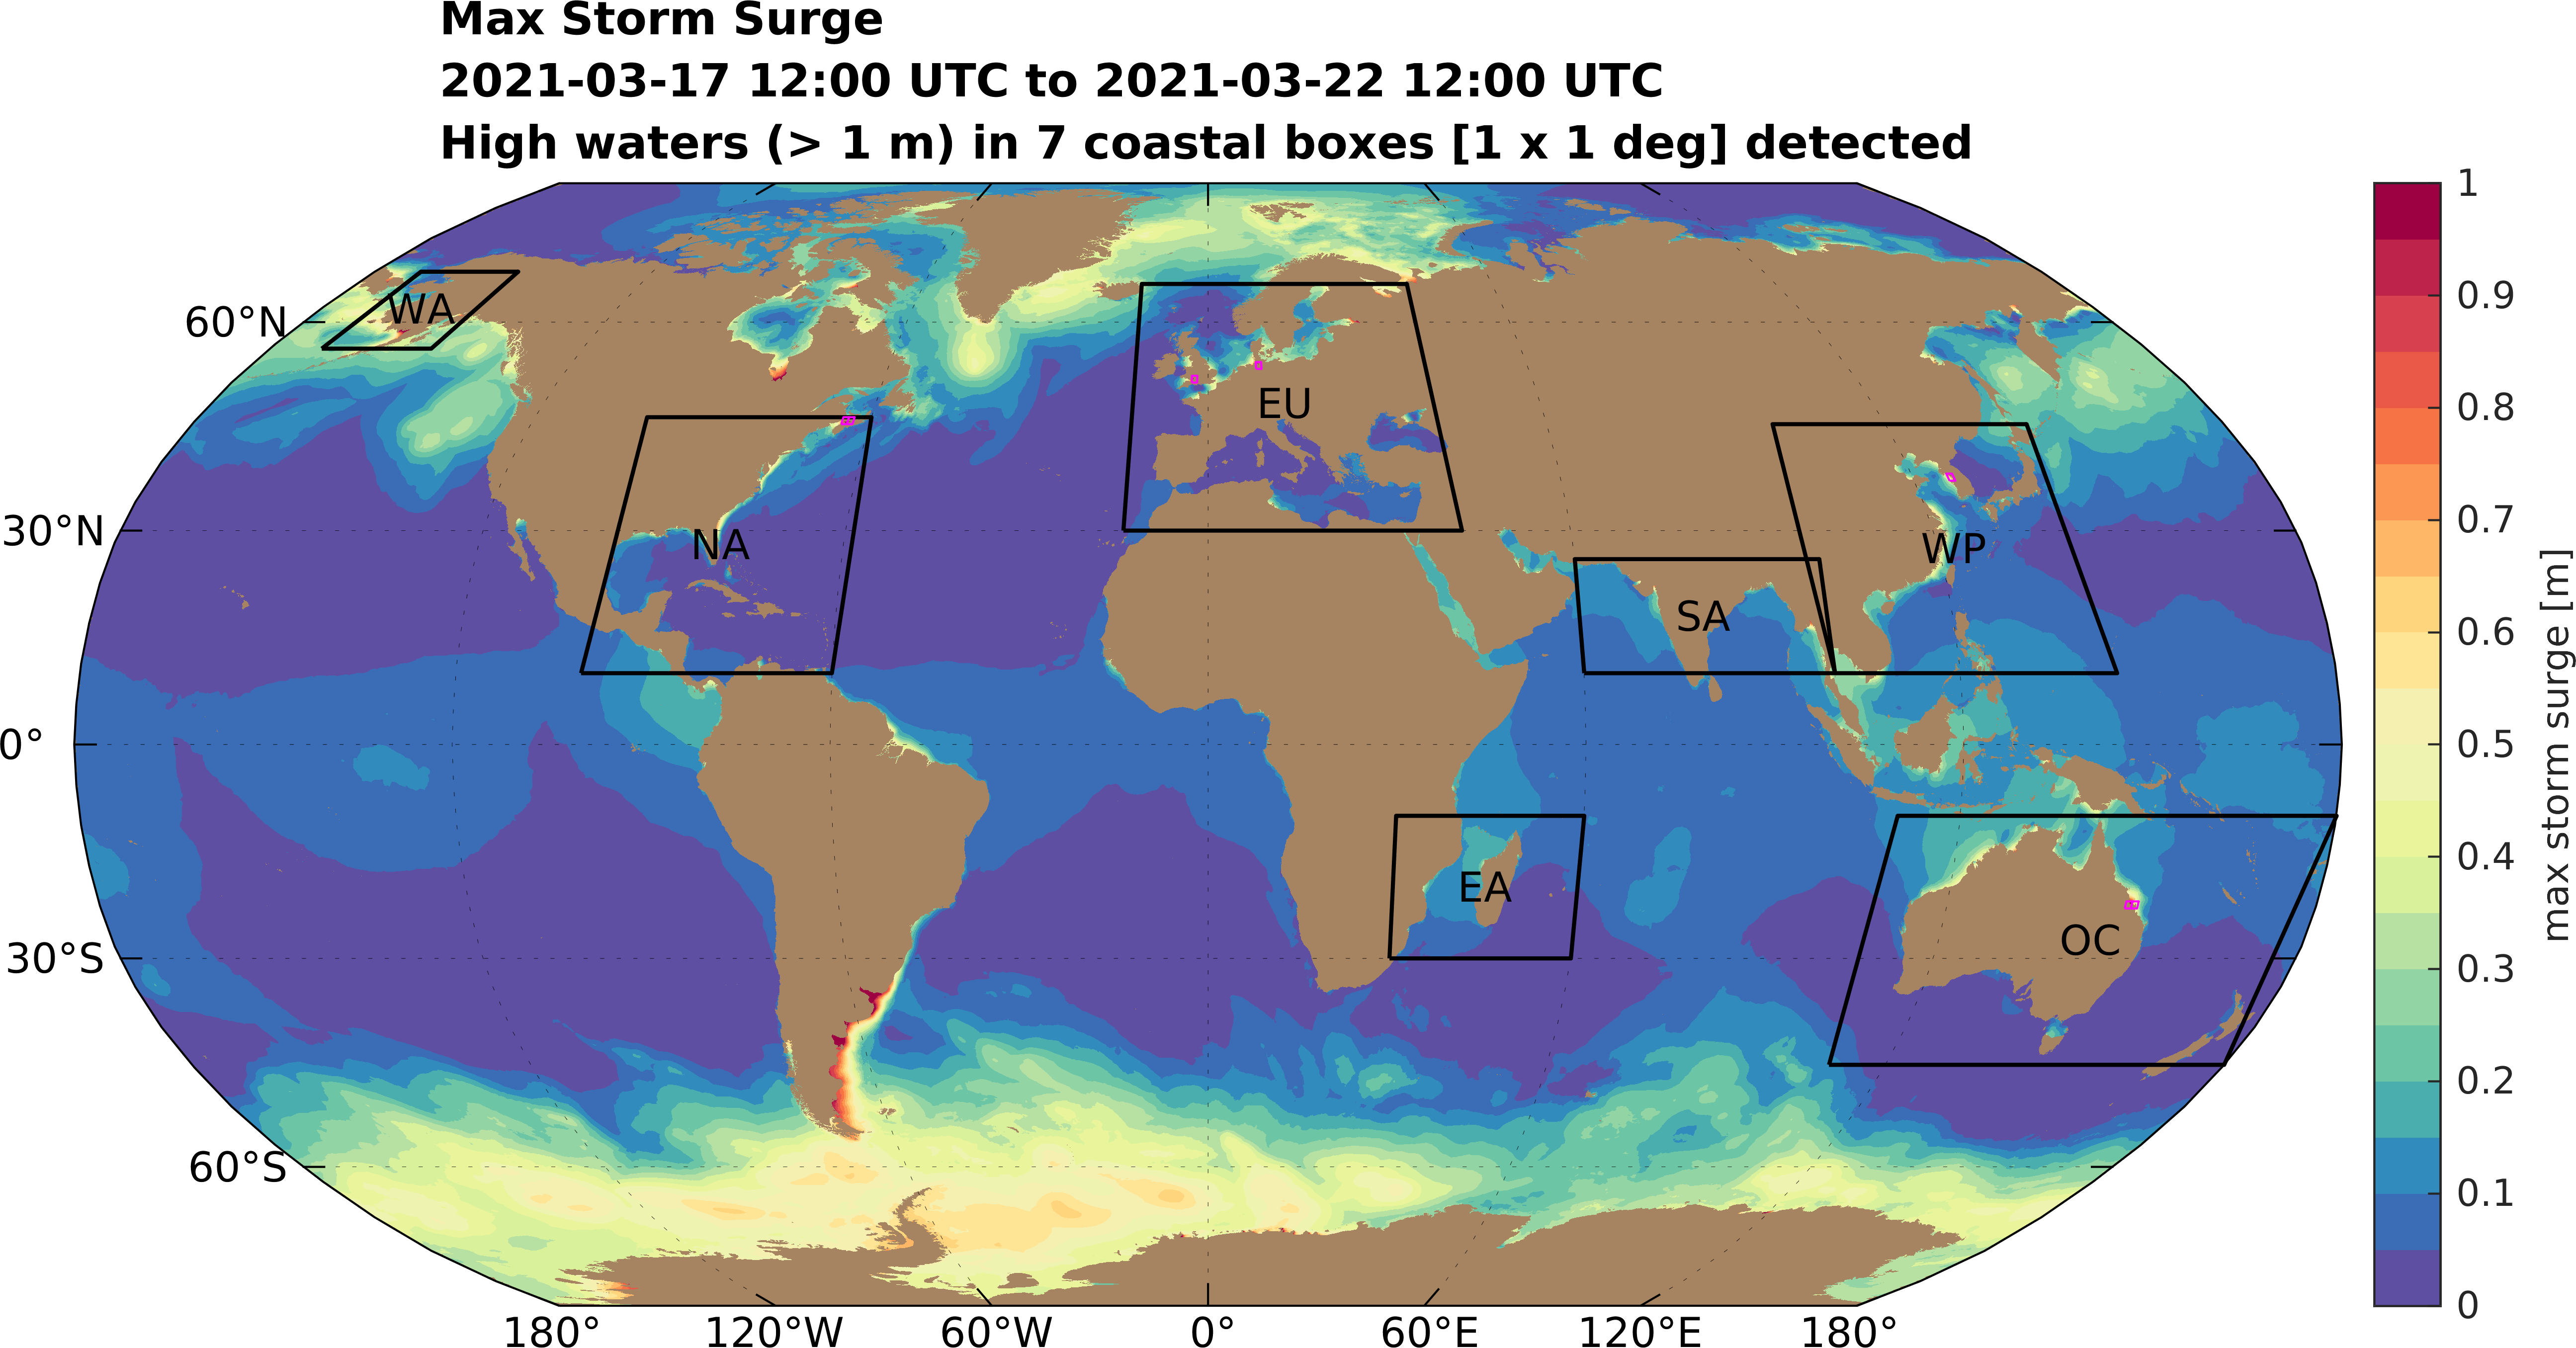 Max Storm Surge
2021-03-17 12:00 UTC to 2021-03-22 12:00 UTC
High waters (> 1 m) in 7 coastal boxes [1 x 1 deg] detected
60°N
30°N
0°
30°S
60°S
WA
NA
EU
SA
WP
EA
OC
180°
120°W
60°W
0°
60°E
120°E
180°
1
0.9
0.8
0.7
0.6
0.5
0.4
0.3
0.2
0.1
0
max storm surge [m]